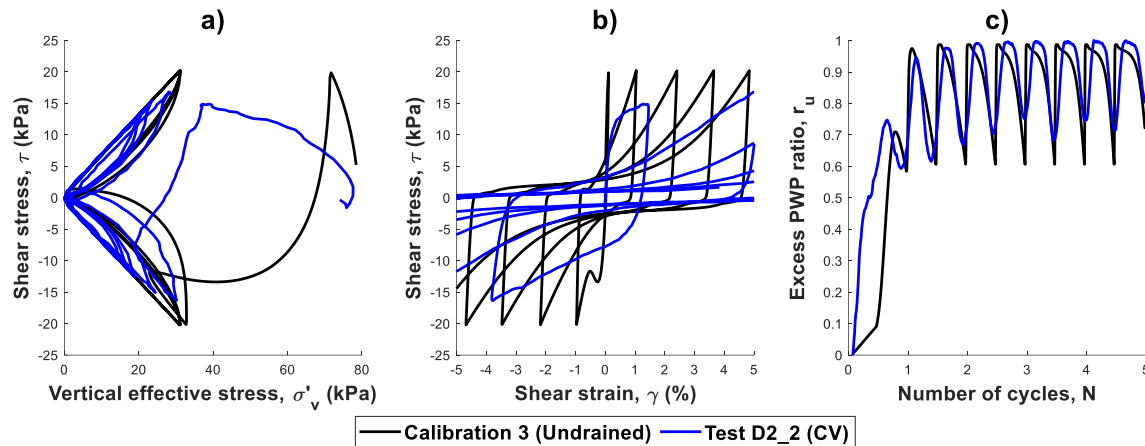 a)
25
20
15
10
5
0
-5
-10
-15
-20
-25
0
20
40
60
80
Shear stress, τ (kPa)
Vertical effective stress, σ'v (kPa)
b)
25
20
15
10
5
0
-5
-10
-15
-20
-25
-5 -4 -3 -2 -1 0 1 2 3 4 5
Shear stress, τ (kPa)
Shear strain, γ (%)
c)
1
0.9
0.8
0.7
0.6
0.5
0.4
0.3
0.2
0.1
0
0 1 2 3 4 5
Excess PWP ratio, ru
Number of cycles, N
Calibration 3 (Undrained)
Test D2_2 (CV)